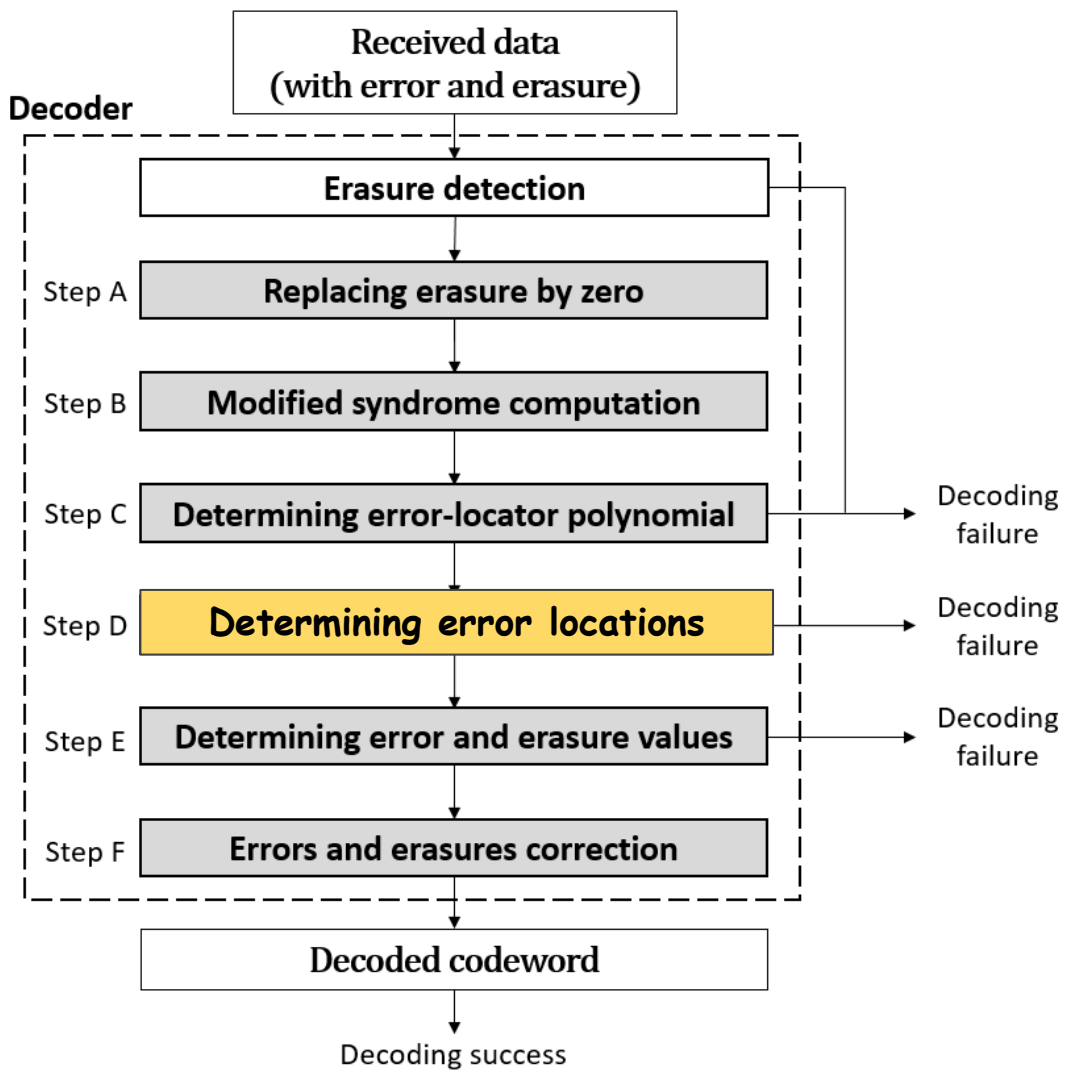 Received data
(with error and erasure)
Decoder
Erasure detection
Step A
Replacing erasure by zero
Step B
Modified syndrome computation
Step C
Determining error-locator polynomial
Decoding
failure
Step D
Determining error locations
Decoding
failure
Step E
Determining error and erasure values
Decoding
failure
Step F
Errors and erasures correction
Decoded codeword
Decoding success